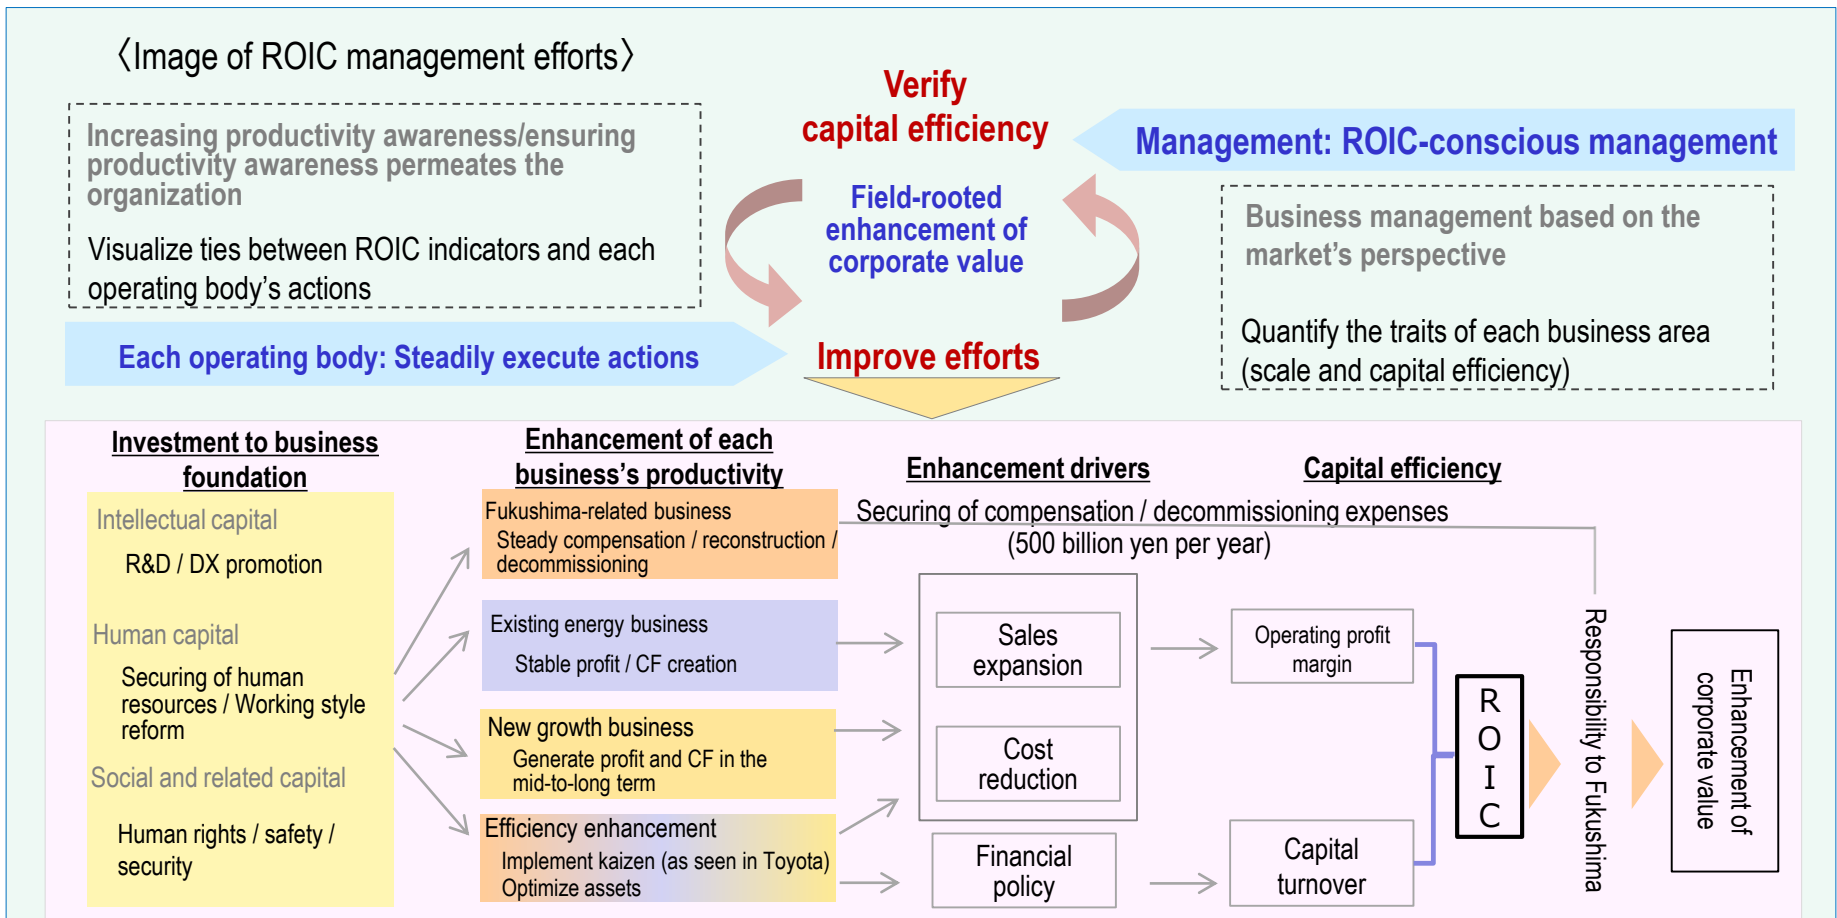 〈Image of ROIC management efforts〉
Increasing productivity awareness/ensuring
productivity awareness permeates the
organization
Visualize ties between ROIC indicators and each
operating body's actions
Each operating body: Steadily execute actions
Verify
capital efficiency
Field-rooted
enhancement of
corporate value
Improve efforts
Management: ROIC-conscious management
Business management based on the
market's perspective
Quantify the traits of each business area
(scale and capital efficiency)
Investment to business
foundation
Intellectual capital
R&D / DX promotion
Human capital
Securing of human
resources / Working style
reform
Social and related capital
Human rights / safety /
security
Enhancement of each
business's productivity
Fukushima-related business
Steady compensation / reconstruction /
decommissioning
Existing energy business
Stable profit / CF creation
New growth business
Generate profit and CF in the
mid-to-long term
Efficiency enhancement
Implement kaizen (as seen in Toyota)
Optimize assets
Enhancement drivers
Securing of compensation / decommissioning expenses
(500 billion yen per year)
Sales
expansion
Cost
reduction
Financial
policy
Capital efficiency
Operating profit
margin
Capital
turnover
ROIC
Responsibility to Fukushima
Enhancement of
corporate value